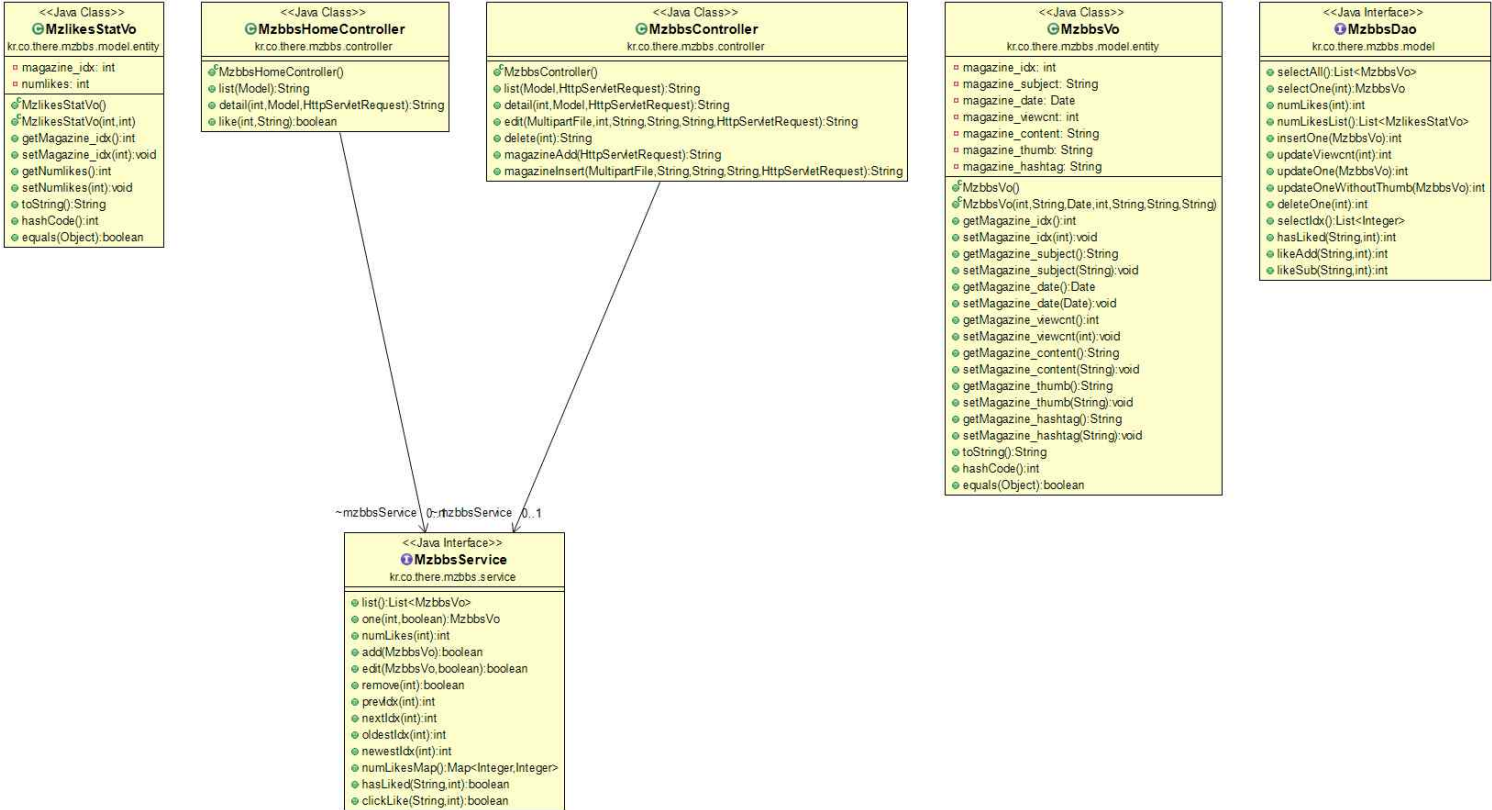 <<Java Class>>
MzlikesStatVo
kr.co.there.mzbbs.model.entity
magazine_idx: int
numlikes: int
MzlikesStatVo()
MzlikesStatVo(int,int)
getMagazine_idx():int
setMagazine_idx(int):void
getNumlikes():int
setNumlikes(int):void
toString():String
hashCode():int
equals(Object):boolean
<<Java Class>>
MzbbsHomeController
kr.co.there.mzbbs.controller
MzbbsHomeController()
list(Model):String
detail(int,Model,HttpServletRequest):String
like(int,String):boolean
<<Java Class>>
MzbbsController
kr.co.there.mzbbs.controller
MzbbsController()
list(Model,HttpServletRequest):String
detail(int,Model,HttpServletRequest):String
edit(MultipartFile,int,String,String,String,HttpServletRequest):String
delete(int):String
magazineAdd(HttpServletRequest):String
magazineInsert(MultipartFile,String,String,String,HttpServletRequest):String
<<Java Class>>
MzbbsVo
kr.co.there.mzbbs.model.entity
magazine_idx: int
magazine_subject: String
magazine_date: Date
magazine_viewcnt: int
magazine_content: String
magazine_thumb: String
magazine_hashtag: String
MzbbsVo()
MzbbsVo(int,String,Date,int,String,String,String)
getMagazine_idx():int
setMagazine_idx(int):void
getMagazine_subject():String
setMagazine_subject(String):void
getMagazine_date():Date
setMagazine_date(Date):void
getMagazine_viewcnt():int
setMagazine_viewcnt(int):void
getMagazine_content():String
setMagazine_content(String):void
getMagazine_thumb():String
setMagazine_thumb(String):void
getMagazine_hashtag():String
setMagazine_hashtag(String):void
toString():String
hashCode():int
equals(Object):boolean
<<Java Interface>>
MzbbsDao
kr.co.there.mzbbs.model
selectAll():List<MzbbsVo>
selectOne(int):MzbbsVo
numLikes(int):int
numLikesList():List<MzlikesStatVo>
insertOne(MzbbsVo):int
updateViewcnt(int):int
updateOne(MzbbsVo):int
updateOneWithoutThumb(MzbbsVo):int
deleteOne(int):int
selectIdx():List<Integer>
hasLiked(String,int):int
likeAdd(String,int):int
likeSub(String,int):int
~mzbbsService 0..1
~mzbbsService 0..1
<<Java Interface>>
MzbbsService
kr.co.there.mzbbs.service
list():List<MzbbsVo>
one(int,boolean):MzbbsVo
numLikes(int):int
add(MzbbsVo):boolean
edit(MzbbsVo,boolean):boolean
remove(int):boolean
prevIdx(int):int
nextIdx(int):int
oldestIdx(int):int
newestIdx(int):int
numLikesMap():Map<Integer,Integer>
hasLiked(String,int):boolean
clickLike(String,int):boolean